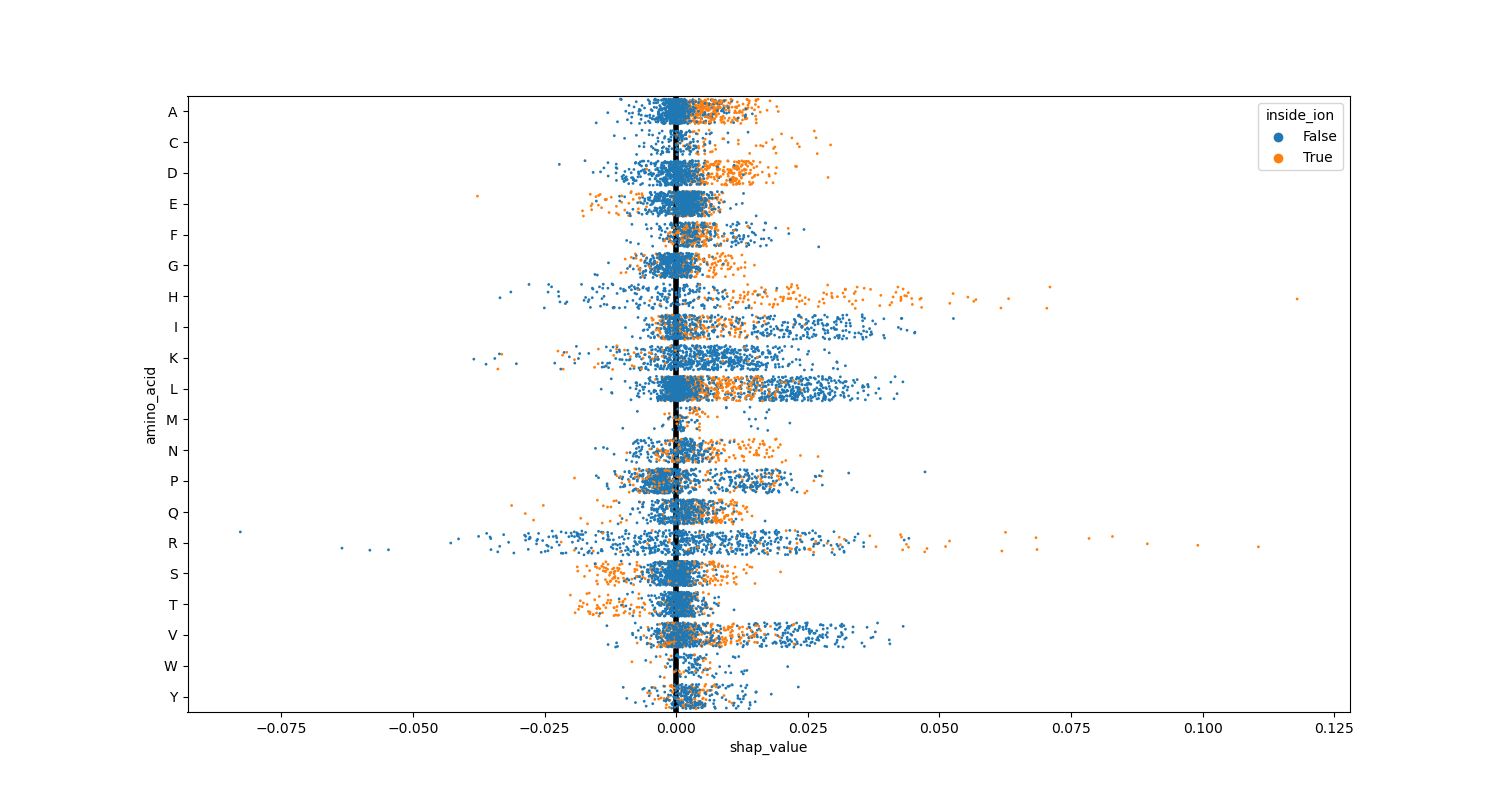 inside_ion
False
True
amino_acid
A
C
D
E
F
G
H
I
K
L
M
N
P
Q
R
S
T
V
W
Y
−0.075 −0.050 −0.025 0.000 0.025 0.050 0.075 0.100 0.125
shap_value